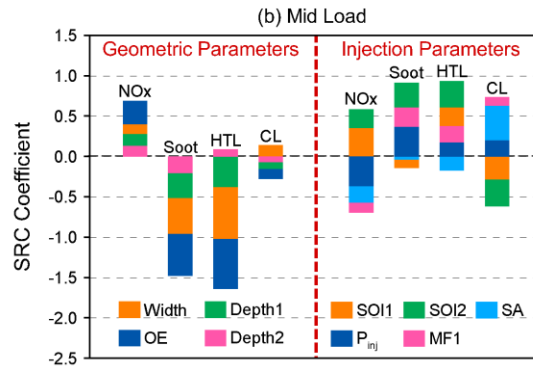 (b) Mid Load
Geometric Parameters
Injection Parameters
SRC Coefficient
1.5
1.0
0.5
0.0
-0.5
-1.0
-1.5
-2.0
-2.5
NOx
Soot
HTL
CL
NOx
Soot
HTL
CL
Width
Depth1
OE
Depth2
SOI1
SOI2
SA
Pinj
MF1